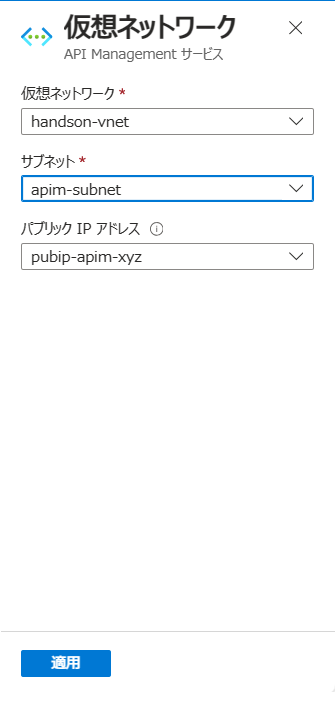 仮想ネットワーク
API Management サービス
仮想ネットワーク *
handson-vnet
サブネット *
apim-subnet
パブリック IP アドレス
pubip-apim-xyz
適用